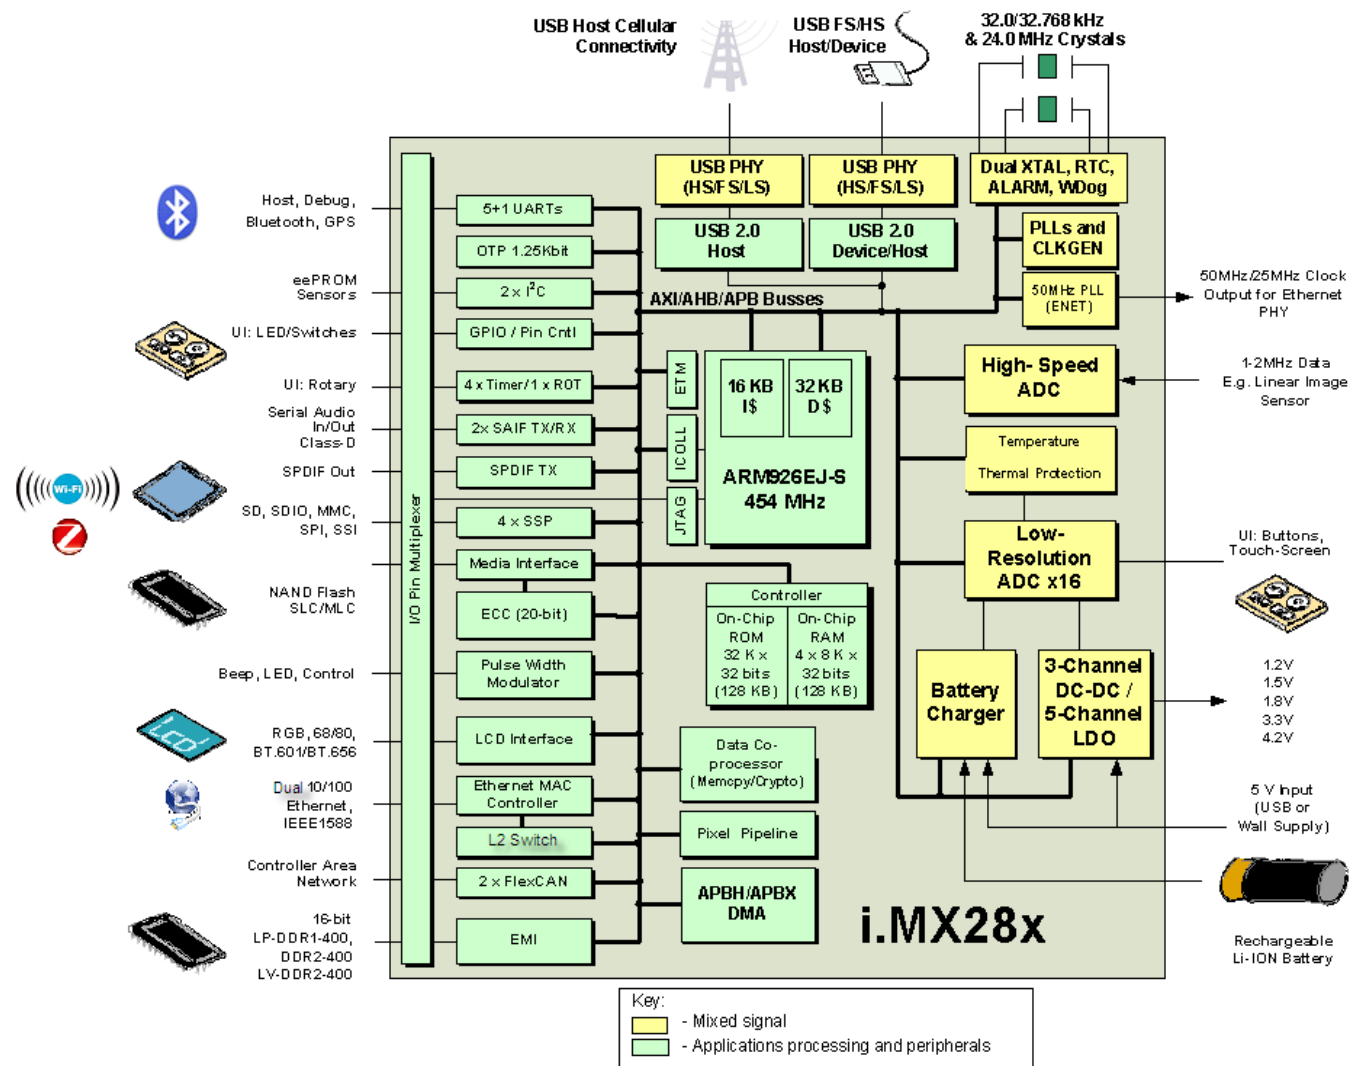 USB Host Cellular
Connectivity
USB FS/HS
Host/Device
32.0/32.768 kHz
& 24.0 MHz Crystals
USB PHY
(HS/FS/LS)
USB PHY
(HS/FS/LS)
Dual XTAL, RTC,
ALARM, WDog
Host, Debug,
Bluetooth, GPS
5+1 UARTs
USB 2.0
Host
USB 2.0
Device/Host
PLLs and
CLKGEN
OTP 1.25Kbit
eePROM
Sensors
2 x I²C
AXI/AHB/APB Busses
50MHz PLL
(ENET)
50MHz/25MHz Clock
Output for Ethernet
PHY
UI: LED/Switches
GPIO / Pin Cntl
UI: Rotary
4 x Timer/1 x ROT
ETM
16 KB
I$
32 KB
D$
High- Speed
ADC
1-2MHz Data
E.g. Linear Image
Sensor
Serial Audio
In/Out
Class-D
2x SAIF TX/RX
ICOLL
Temperature
Thermal Protection
Wi-Fi
SPDIF Out
SPDIF TX
ARM926EJ-S
454 MHz
SD, SDIO, MMC,
SPI, SSI
4 x SSP
JTAG
I/O Pin Multiplexer
Low-
Resolution
ADC x16
UI: Buttons,
Touch-Screen
Media Interface
NAND Flash
SLC/MLC
ECC (20-bit)
Controller
On-Chip
ROM
32 K x
32 bits
(128 KB)
On-Chip
RAM
4 x 8 K x
32 bits
(128 KB)
Beep, LED, Control
Pulse Width
Modulator
Battery
Charger
3-Channel
DC-DC /
5-Channel
LDO
1.2V
1.5V
1.8V
3.3V
4.2V
LCD
RGB, 68/80,
BT.601/BT.656
LCD Interface
Data Co-
processor
(Memcpy/Crypto)
Dual 10/100
Ethernet,
IEEE1588
Ethernet MAC
Controller
L2 Switch
Pixel Pipeline
5 V Input
(USB or
Wall Supply)
Controller Area
Network
2 x FlexCAN
APBH/APBX
DMA
16-bit
LP-DDR1-400,
DDR2-400
LV-DDR2-400
EMI
i.MX28x
Rechargeable
Li-ION Battery
Key:
- Mixed signal
- Applications processing and peripherals